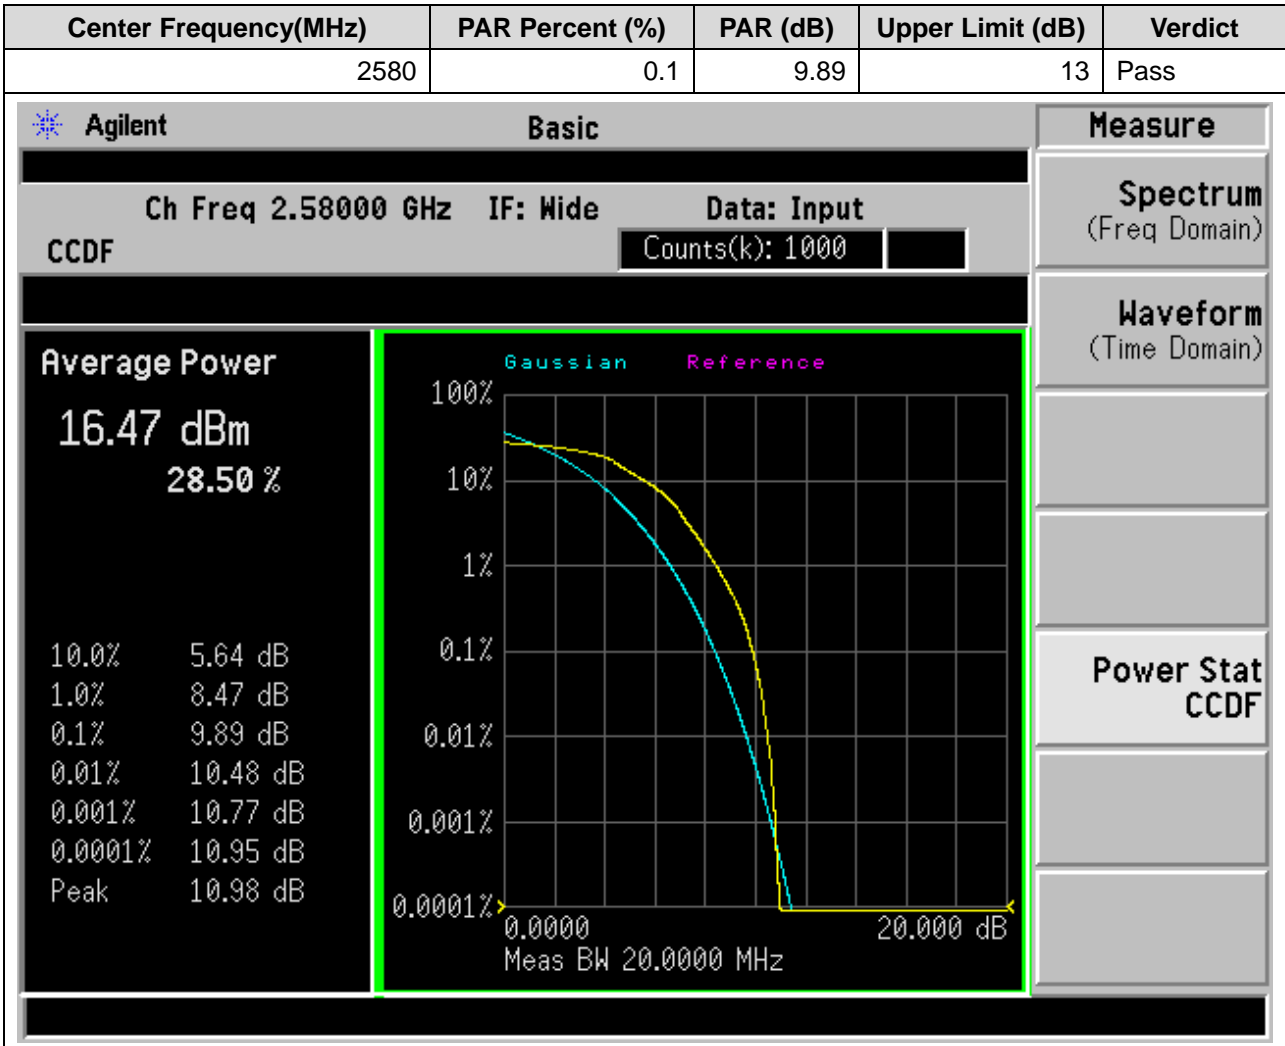 Center Frequency(MHz) PAR Percent (%) PAR (dB) Upper Limit (dB) Verdict
2580 0.1 9.89 13 Pass
Agilent Basic Measure
Ch Freq 2.58000 GHz IF: Wide Data: Input
CCDF Counts(k): 1000
Spectrum
(Freq Domain)
Waveform
(Time Domain)
Power Stat
CCDF
Average Power
16.47 dBm
28.50 %
10.0% 5.64 dB
1.0% 8.47 dB
0.1% 9.89 dB
0.01% 10.48 dB
0.001% 10.77 dB
0.0001% 10.95 dB
Peak 10.98 dB
Gaussian Reference
100%
10%
1%
0.1%
0.01%
0.001%
0.0001%
0.0000 20.000 dB
Meas BW 20.0000 MHz